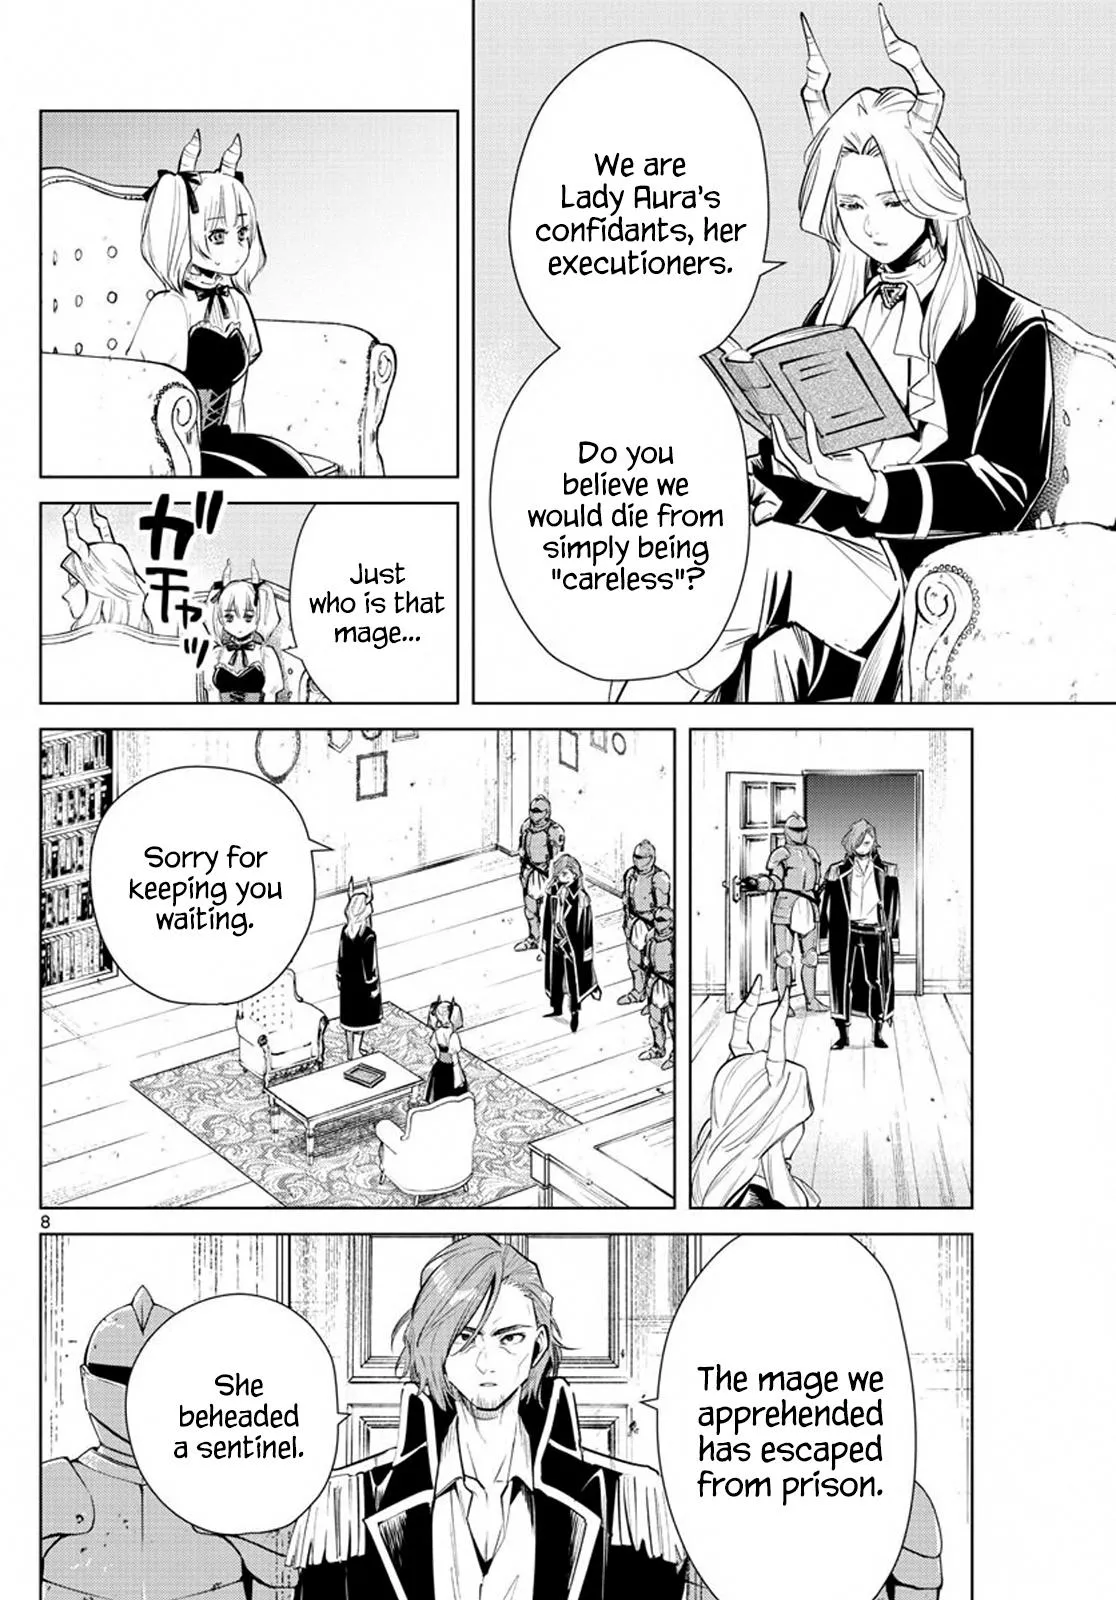 We are
Lady Aura's
confidants, her
executioners.
Do you
believe we
would die from
simply being
"careless"?
Just
who is that
mage...
ガチャッ
Sorry for
keeping you
waiting.
8
The mage we
apprehended
has escaped
from prison.
She
beheaded
a sentinel.